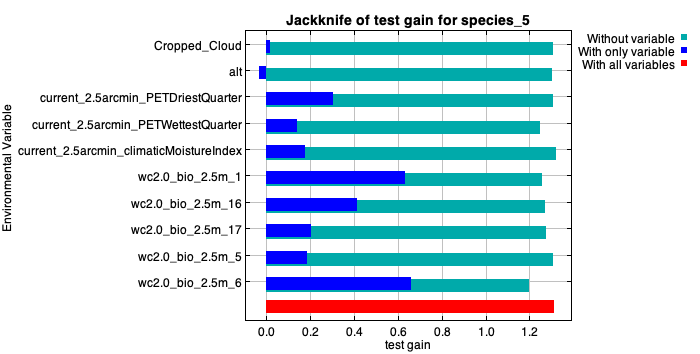 Jackknife of test gain for species_5
Without variable
With only variable
With all variables
Environmental Variable
Cropped_Cloud
alt
current_2.5arcmin_PETDriestQuarter
current_2.5arcmin_PETWettestQuarter
current_2.5arcmin_climaticMoistureIndex
wc2.0_bio_2.5m_1
wc2.0_bio_2.5m_16
wc2.0_bio_2.5m_17
wc2.0_bio_2.5m_5
wc2.0_bio_2.5m_6
0.0 0.2 0.4 0.6 0.8 1.0 1.2
test gain